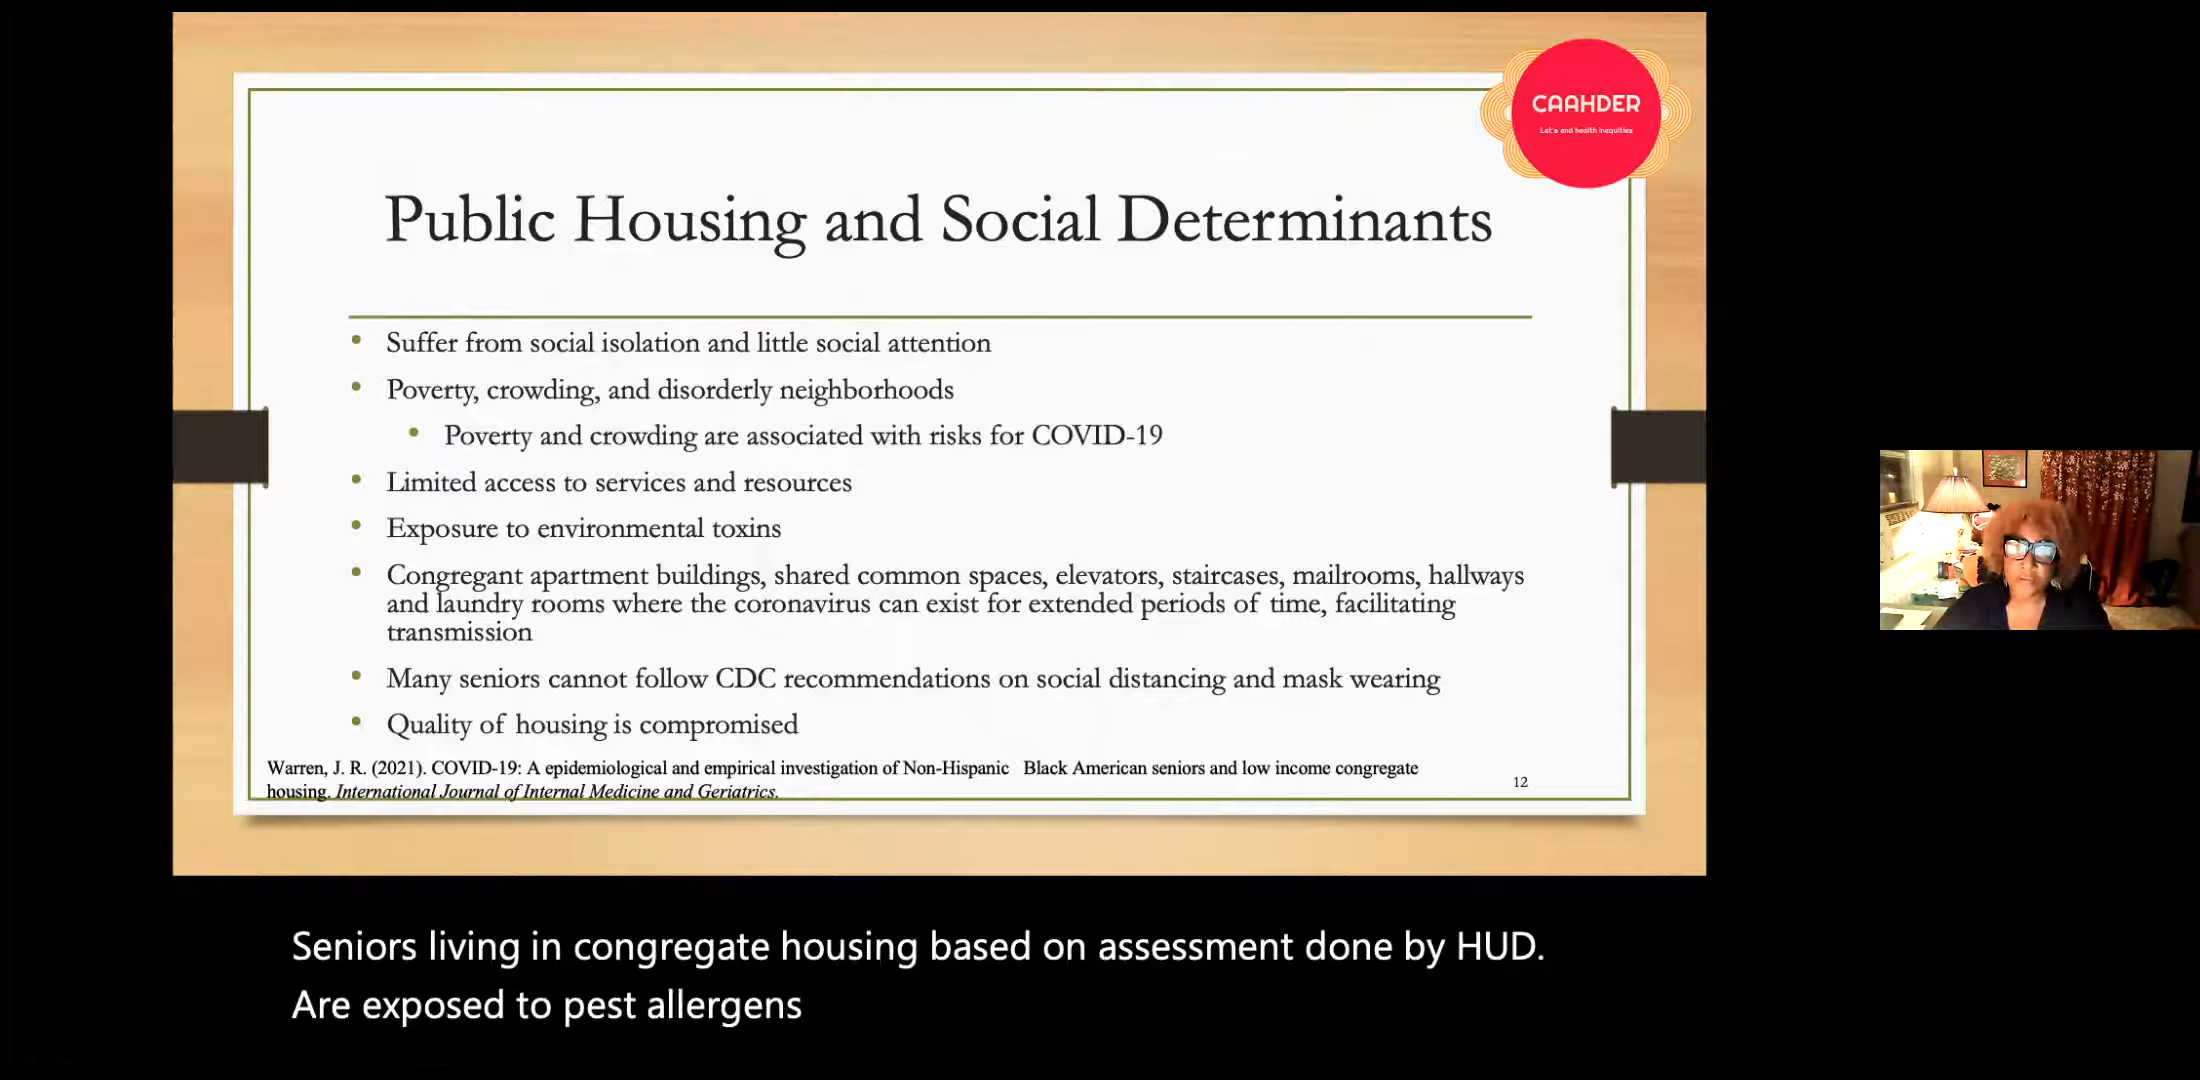 CAAHDER
Let's end health inequities
Public Housing and Social Determinants
• Suffer from social isolation and little social attention
• Poverty, crowding, and disorderly neighborhoods
• Poverty and crowding are associated with risks for COVID-19
• Limited access to services and resources
• Exposure to environmental toxins
• Congregant apartment buildings, shared common spaces, elevators, staircases, mailrooms, hallways
and laundry rooms where the coronavirus can exist for extended periods of time, facilitating
transmission
• Many seniors cannot follow CDC recommendations on social distancing and mask wearing
• Quality of housing is compromised
Warren, J. R. (2021). COVID-19: A epidemiological and empirical investigation of Non-Hispanic Black American seniors and low income congregate
housing. International Journal of Internal Medicine and Geriatrics.
12
Seniors living in congregate housing based on assessment done by HUD.
Are exposed to pest allergens